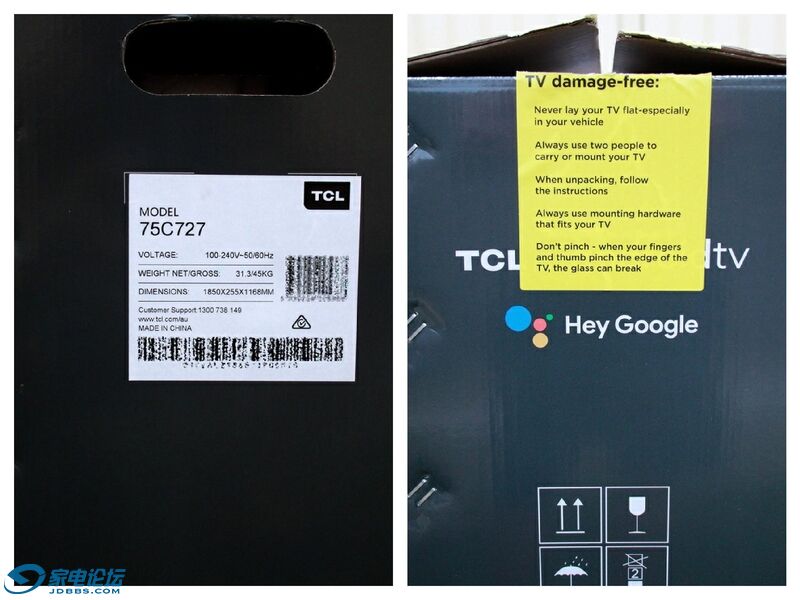 TCL
MODEL
75C727
VOLTAGE: 100-240V~50/60Hz
WEIGHT NET/GROSS: 31.3/45KG
DIMENSIONS: 1850X255X1168MM
Customer Support:1300 738 149
www.tcl.com/au
MADE IN CHINA
TV damage-free:
Never lay your TV flat-especially
in your vehicle
Always use two people to
carry or mount your TV
When unpacking, follow
the instructions
Always use mounting hardware
that fits your TV
Don't pinch - when your fingers
and thumb pinch the edge of the
TV, the glass can break
TCL dtv
Hey Google
2
家电论坛
JDBBS.COM